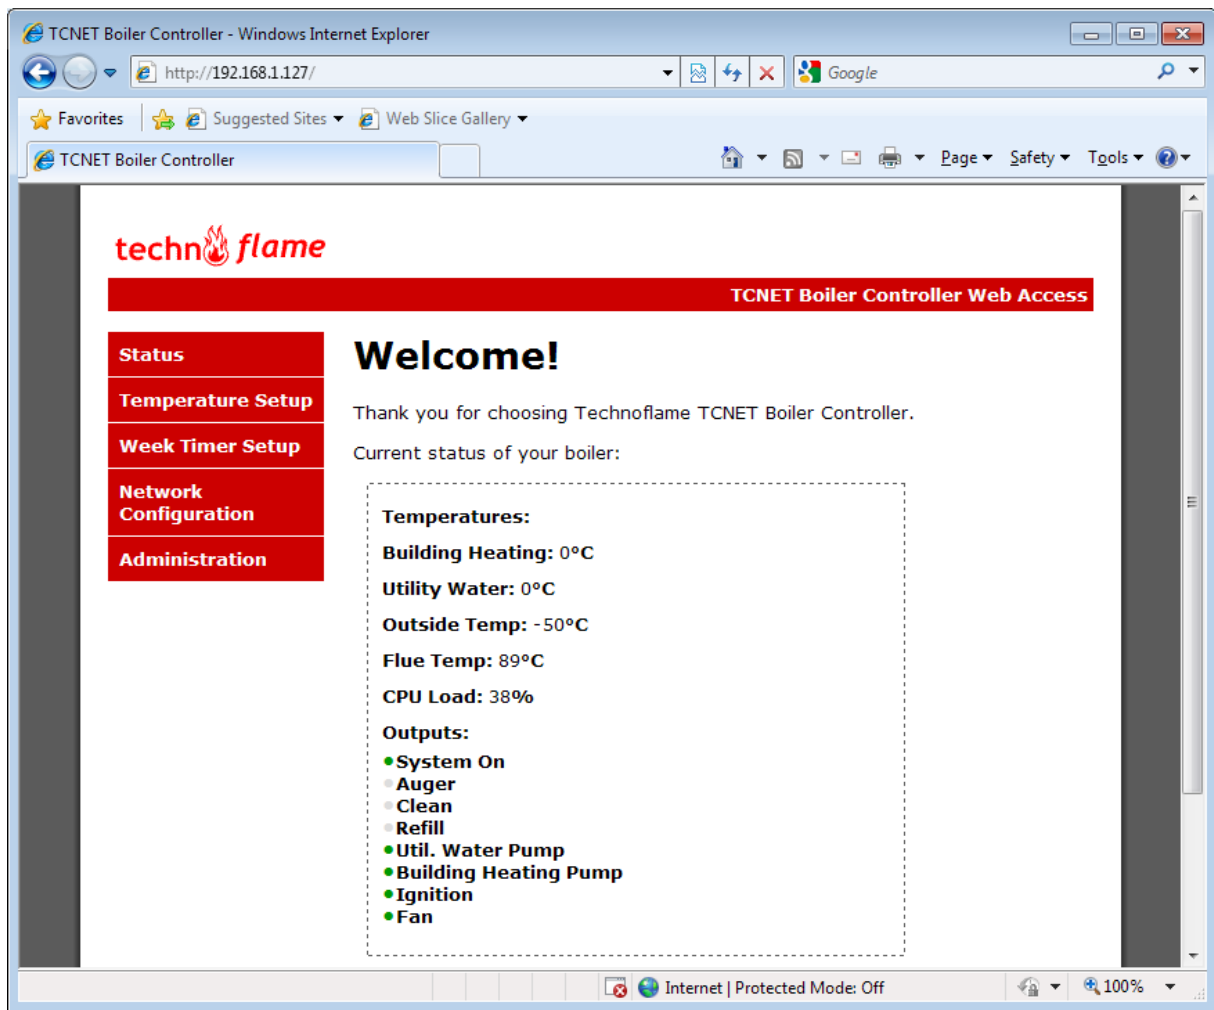 TCNET Boiler Controller - Windows Internet Explorer
http://192.168.1.127/
Google
Favorites Suggested Sites Web Slice Gallery
TCNET Boiler Controller
Page Safety Tools
techn flame
TCNET Boiler Controller Web Access
Status
Temperature Setup
Week Timer Setup
Network
Configuration
Administration
Welcome!
Thank you for choosing Technoflame TCNET Boiler Controller.
Current status of your boiler:
Temperatures:
Building Heating: 0°C
Utility Water: 0°C
Outside Temp: -50°C
Flue Temp: 89°C
CPU Load: 38%
Outputs:
System On
Auger
Clean
Refill
Util. Water Pump
Building Heating Pump
Ignition
Fan
Internet | Protected Mode: Off
100%